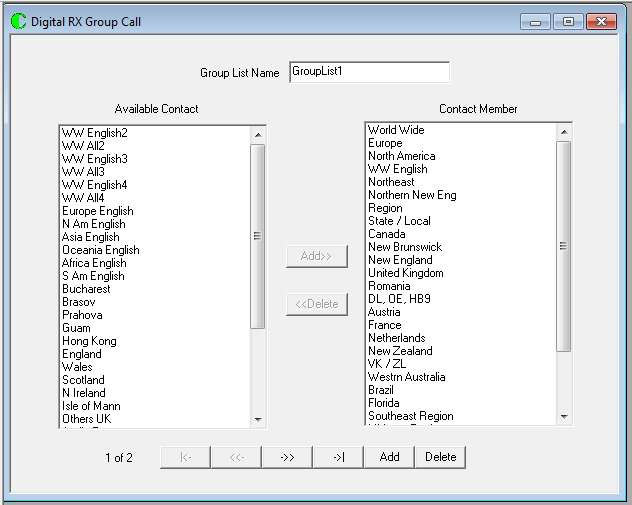 Digital RX Group Call
Group List Name GroupList1
Available Contact
WW English2
WW All2
WW English3
WW All3
WW English4
WW All4
Europe English
N Am English
Asia English
Oceania English
Africa English
S Am English
Bucharest
Brasov
Prahova
Guam
Hong Kong
England
Wales
Scotland
N Ireland
Isle of Mann
Others UK
Add>>
<<Delete
Contact Member
World Wide
Europe
North America
WW English
Northeast
Northern New Eng
Region
State / Local
Canada
New Brunswick
New England
United Kingdom
Romania
DL, OE, HB9
Austria
France
Netherlands
New Zealand
VK / ZL
Westrn Australia
Brazil
Florida
Southeast Region
1 of 2 |<- <<- ->> ->| Add Delete